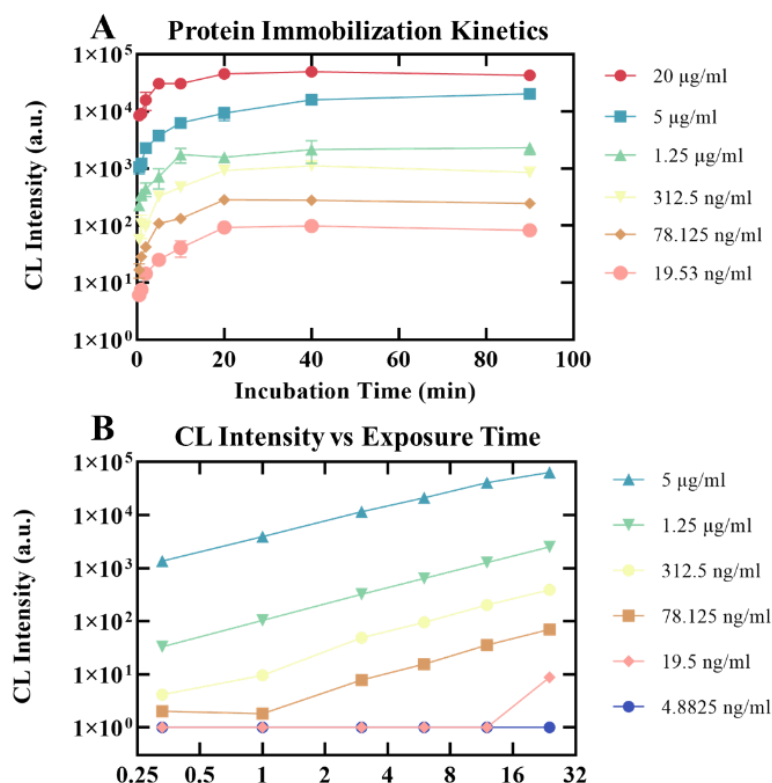 A Protein Immobilization Kinetics
1×10⁵
1×10⁴
1×10³
1×10²
1×10¹
1×10⁰
CL Intensity (a.u.)
0 20 40 60 80 100
Incubation Time (min)
20 μg/ml
5 μg/ml
1.25 μg/ml
312.5 ng/ml
78.125 ng/ml
19.53 ng/ml
B CL Intensity vs Exposure Time
1×10⁵
1×10⁴
1×10³
1×10²
1×10¹
1×10⁰
CL Intensity (a.u.)
0.25 0.5 1 2 4 8 16 32
5 μg/ml
1.25 μg/ml
312.5 ng/ml
78.125 ng/ml
19.5 ng/ml
4.8825 ng/ml